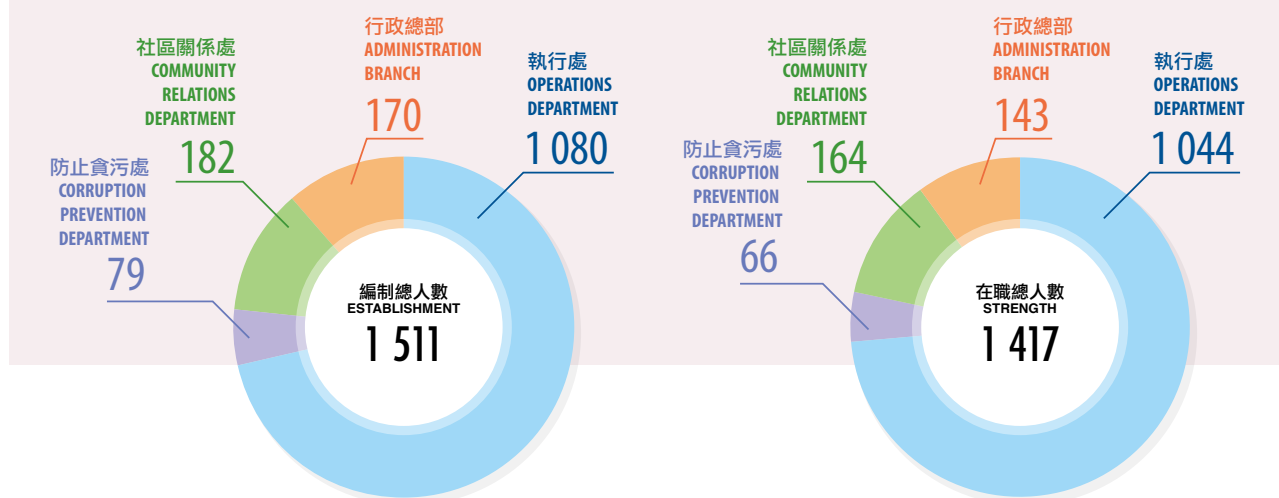 行政總部
ADMINISTRATION
BRANCH
170
社區關係處
COMMUNITY
RELATIONS
DEPARTMENT
182
執行處
OPERATIONS
DEPARTMENT
1 080
防止貪污處
CORRUPTION
PREVENTION
DEPARTMENT
79
編制總人數
ESTABLISHMENT
1 511
行政總部
ADMINISTRATION
BRANCH
143
社區關係處
COMMUNITY
RELATIONS
DEPARTMENT
164
執行處
OPERATIONS
DEPARTMENT
1 044
防止貪污處
CORRUPTION
PREVENTION
DEPARTMENT
66
在職總人數
STRENGTH
1 417